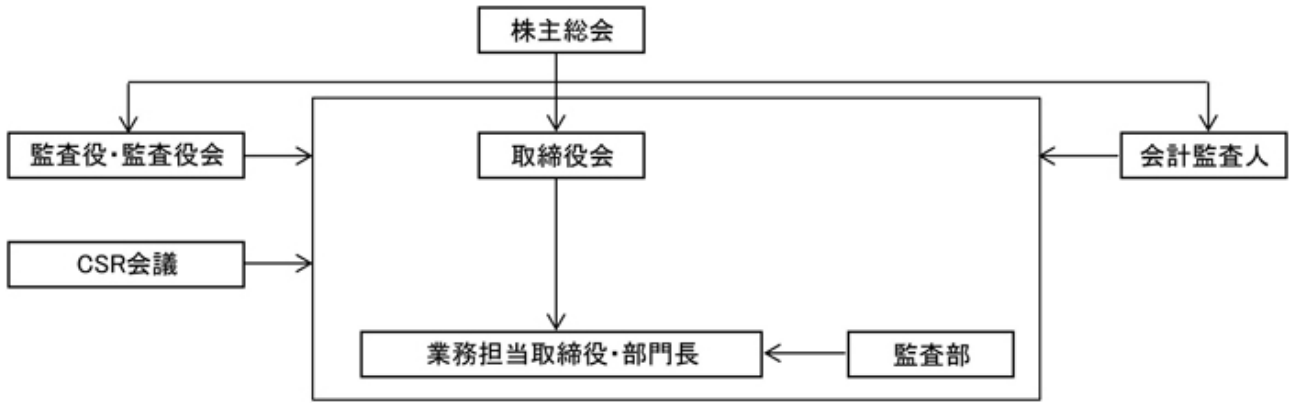 株主総会
監査役・監査役会
取締役会
会計監査人
CSR会議
業務担当取締役・部門長
監査部